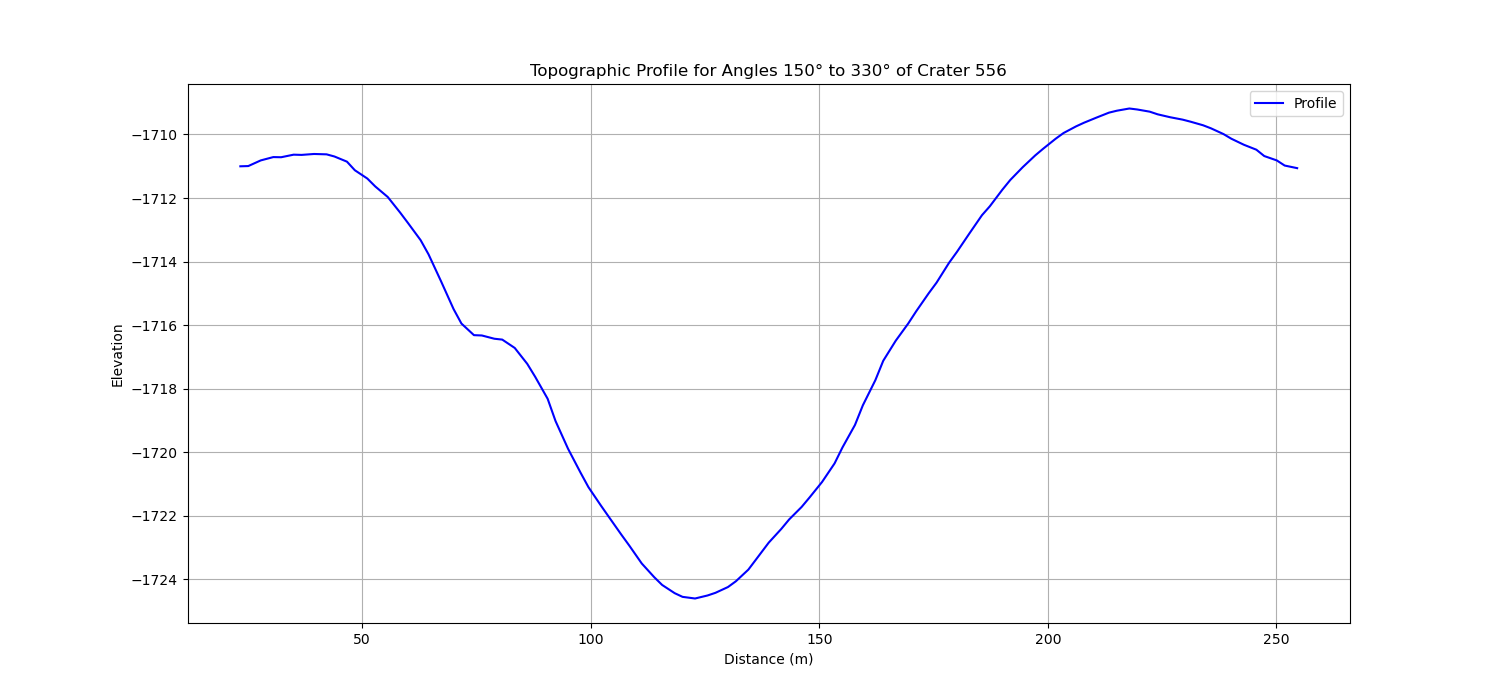 Topographic Profile for Angles 150° to 330° of Crater 556
Profile
−1710
−1712
−1714
−1716
−1718
−1720
−1722
−1724
Elevation
50 100 150 200 250
Distance (m)